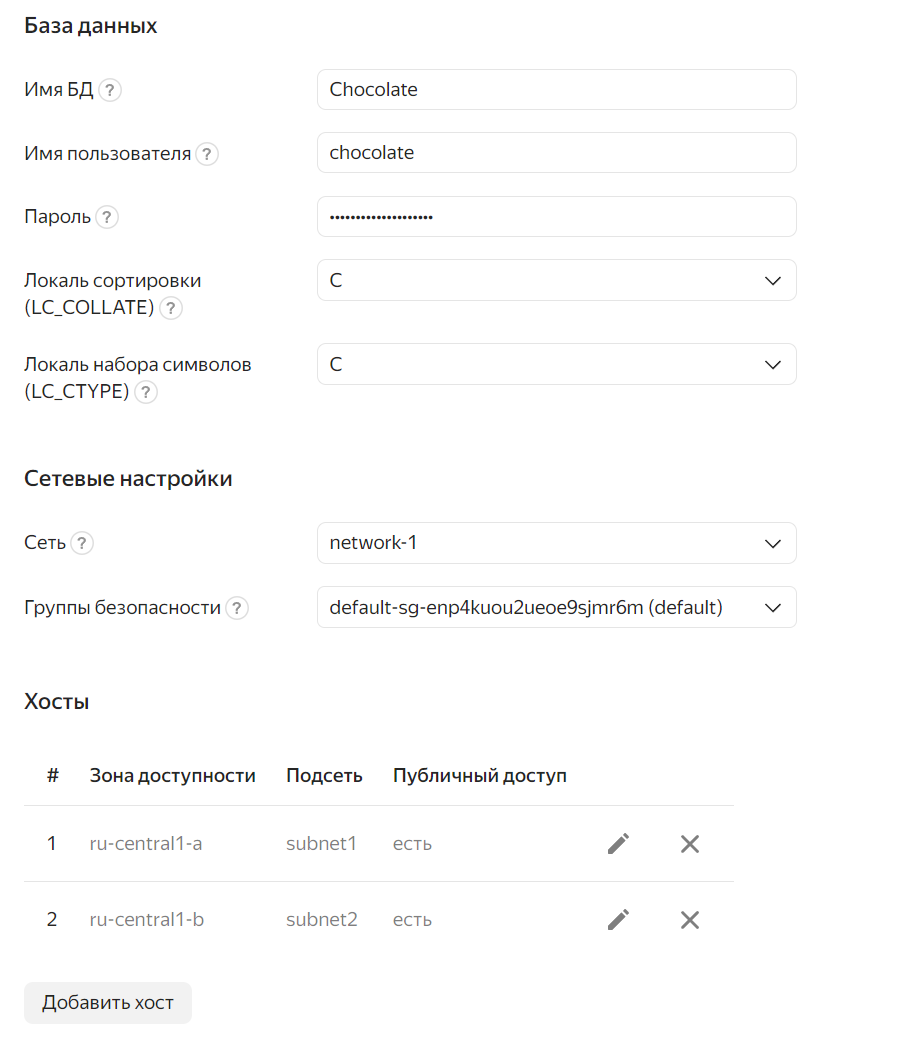 База данных
Имя БД ?
Chocolate
Имя пользователя ?
chocolate
Пароль ?
••••••••••••••••••••
Локаль сортировки
(LC_COLLATE) ?
C
Локаль набора символов
(LC_CTYPE) ?
C
Сетевые настройки
Сеть ?
network-1
Группы безопасности ?
default-sg-enp4kuou2ueoe9sjmr6m (default)
Хосты
# Зона доступности Подсеть Публичный доступ
1 ru-central1-a subnet1 есть
2 ru-central1-b subnet2 есть
Добавить хост